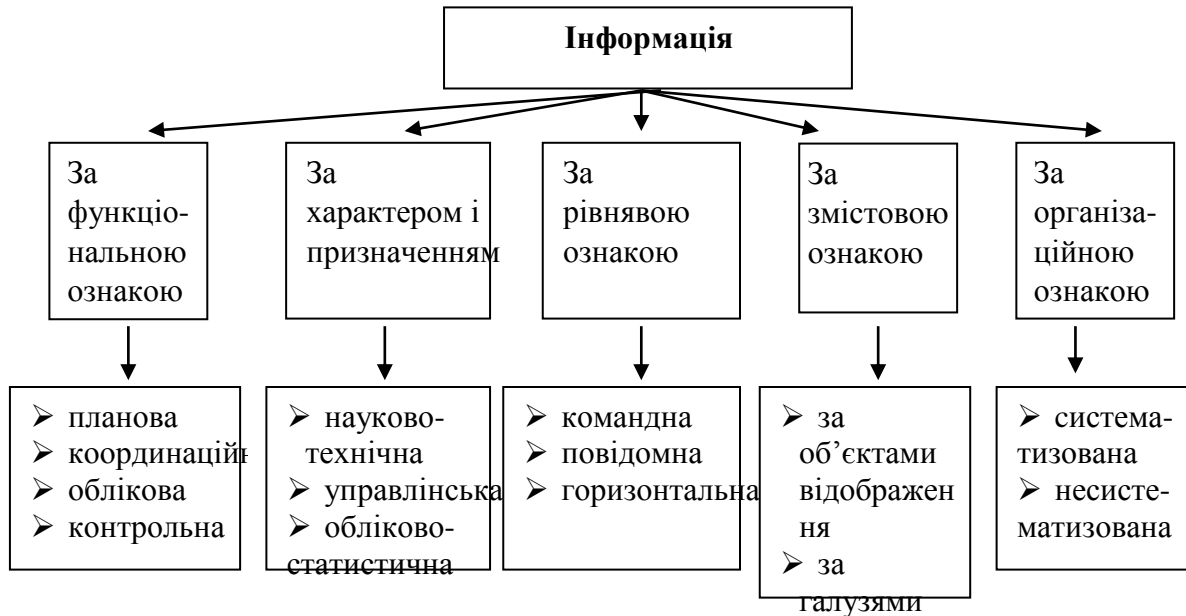 Інформація
За
функціо-
нальною
ознакою
За
характером і
призначенням
За
рівнявою
ознакою
За
змістовою
ознакою
За
організа-
ційною
ознакою
➢ планова
➢ координаційн
➢ облікова
➢ контрольна
➢ науково-
технічна
➢ управлінська
➢ обліково-
статистична
➢ командна
➢ повідомна
➢ горизонтальна
➢ за
об’єктами
відображен
ня
➢ за
галузями
➢ система-
тизована
➢ несисте-
матизована